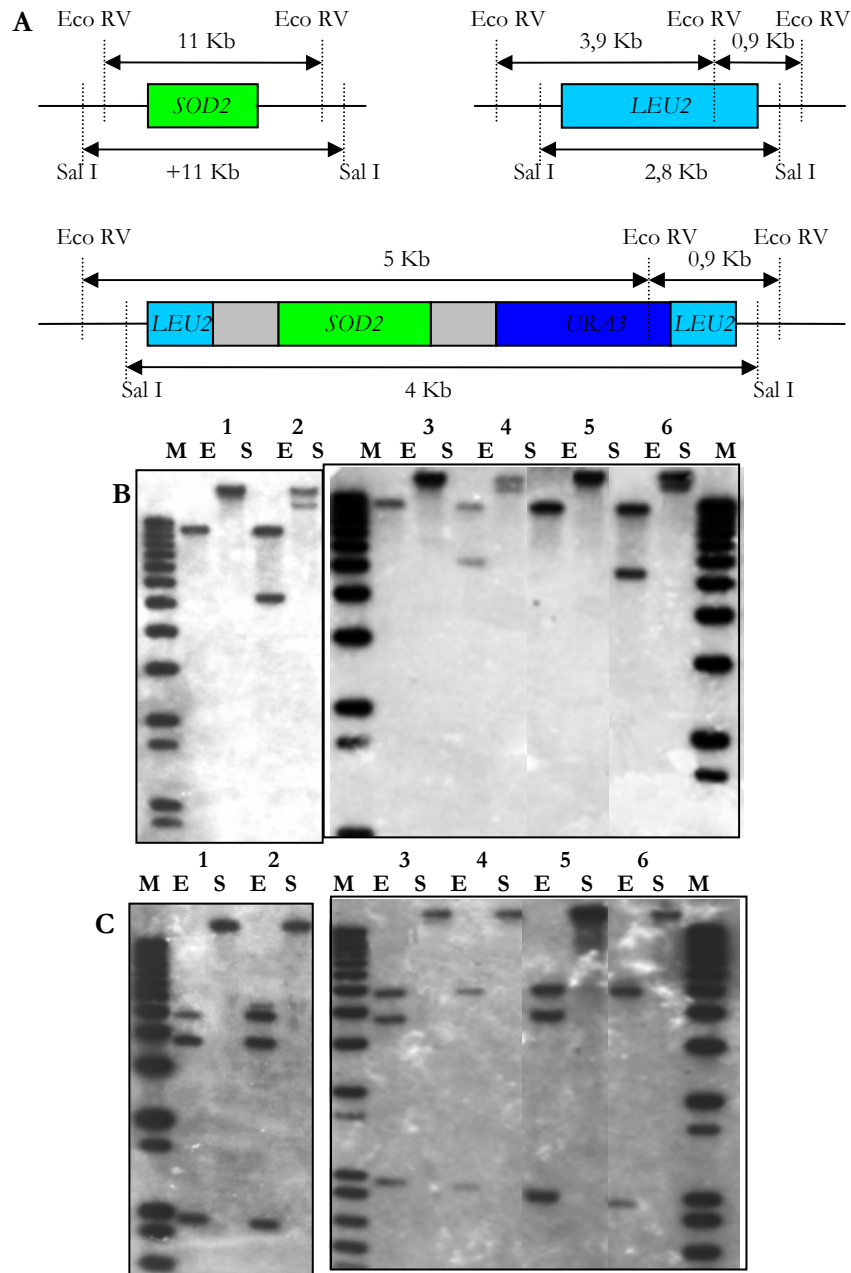 A
Eco RV Eco RV Eco RV Eco RV
11 Kb 3,9 Kb 0,9 Kb
SOD2 LEU2
Sal I +11 Kb Sal I Sal I 2,8 Kb Sal I
Eco RV Eco RV Eco RV
5 Kb 0,9 Kb
LEU2 SOD2 URA3 LEU2
Sal I 4 Kb Sal I
1 2 3 4 5 6
M E S E S M E S E S E S E S M
B
1 2 3 4 5 6
M E S E S M E S E S E S E S M
C